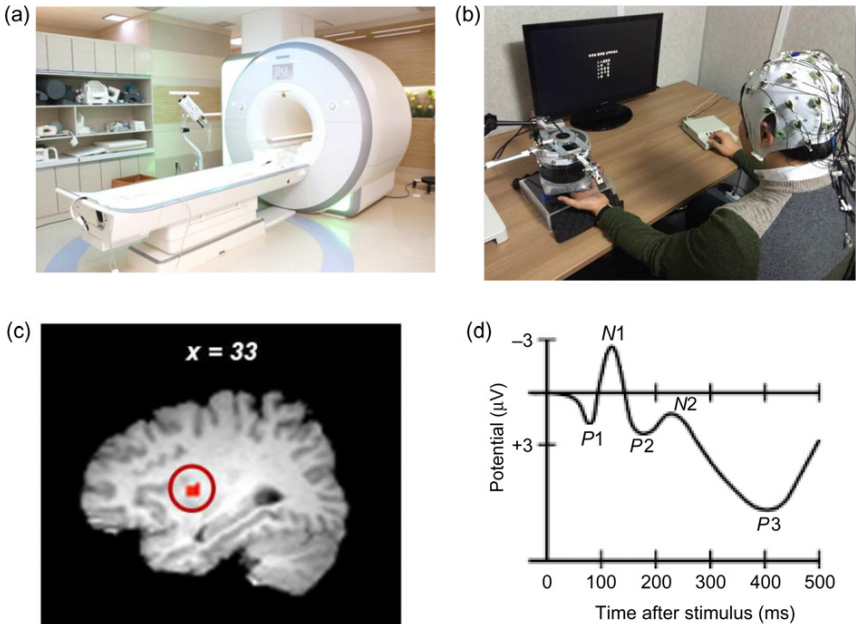 (a)
SIEMENS
(b)
(c)
x = 33
(d)
Potential (µV)
–3
+3
N1
P1
P2
N2
P3
0 100 200 300 400 500
Time after stimulus (ms)